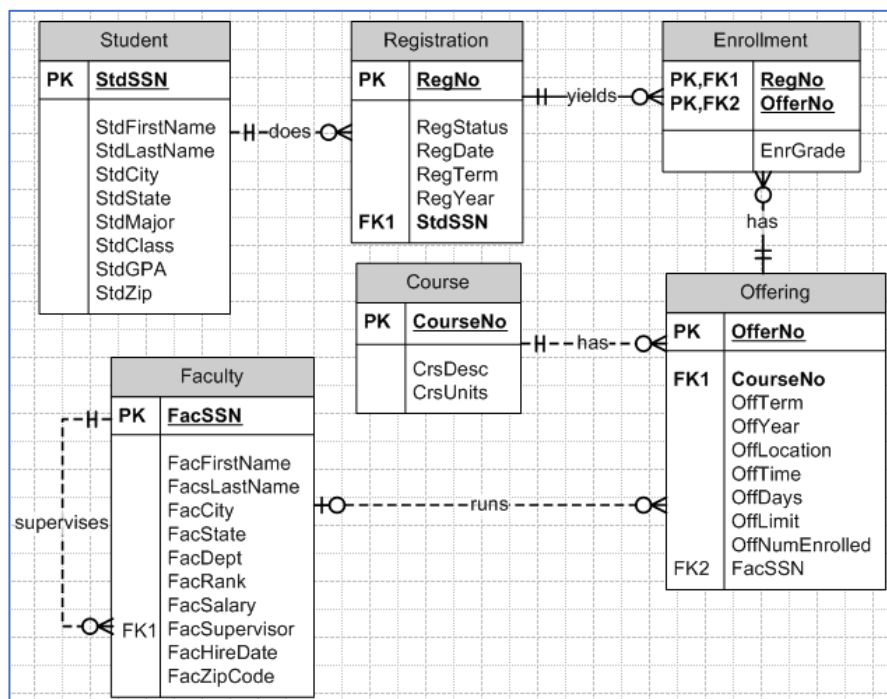 Student
PK StdSSN
StdFirstName
StdLastName
StdCity
StdState
StdMajor
StdClass
StdGPA
StdZip
does
Registration
PK RegNo
RegStatus
RegDate
RegTerm
RegYear
FK1 StdSSN
yields
Enrollment
PK,FK1 RegNo
PK,FK2 OfferNo
EnrGrade
has
Course
PK CourseNo
CrsDesc
CrsUnits
has
Offering
PK OfferNo
FK1 CourseNo
OffTerm
OffYear
OffLocation
OffTime
OffDays
OffLimit
OffNumEnrolled
FK2 FacSSN
Faculty
PK FacSSN
FacFirstName
FacsLastName
FacCity
FacState
FacDept
FacRank
FacSalary
FK1 FacSupervisor
FacHireDate
FacZipCode
supervises
runs